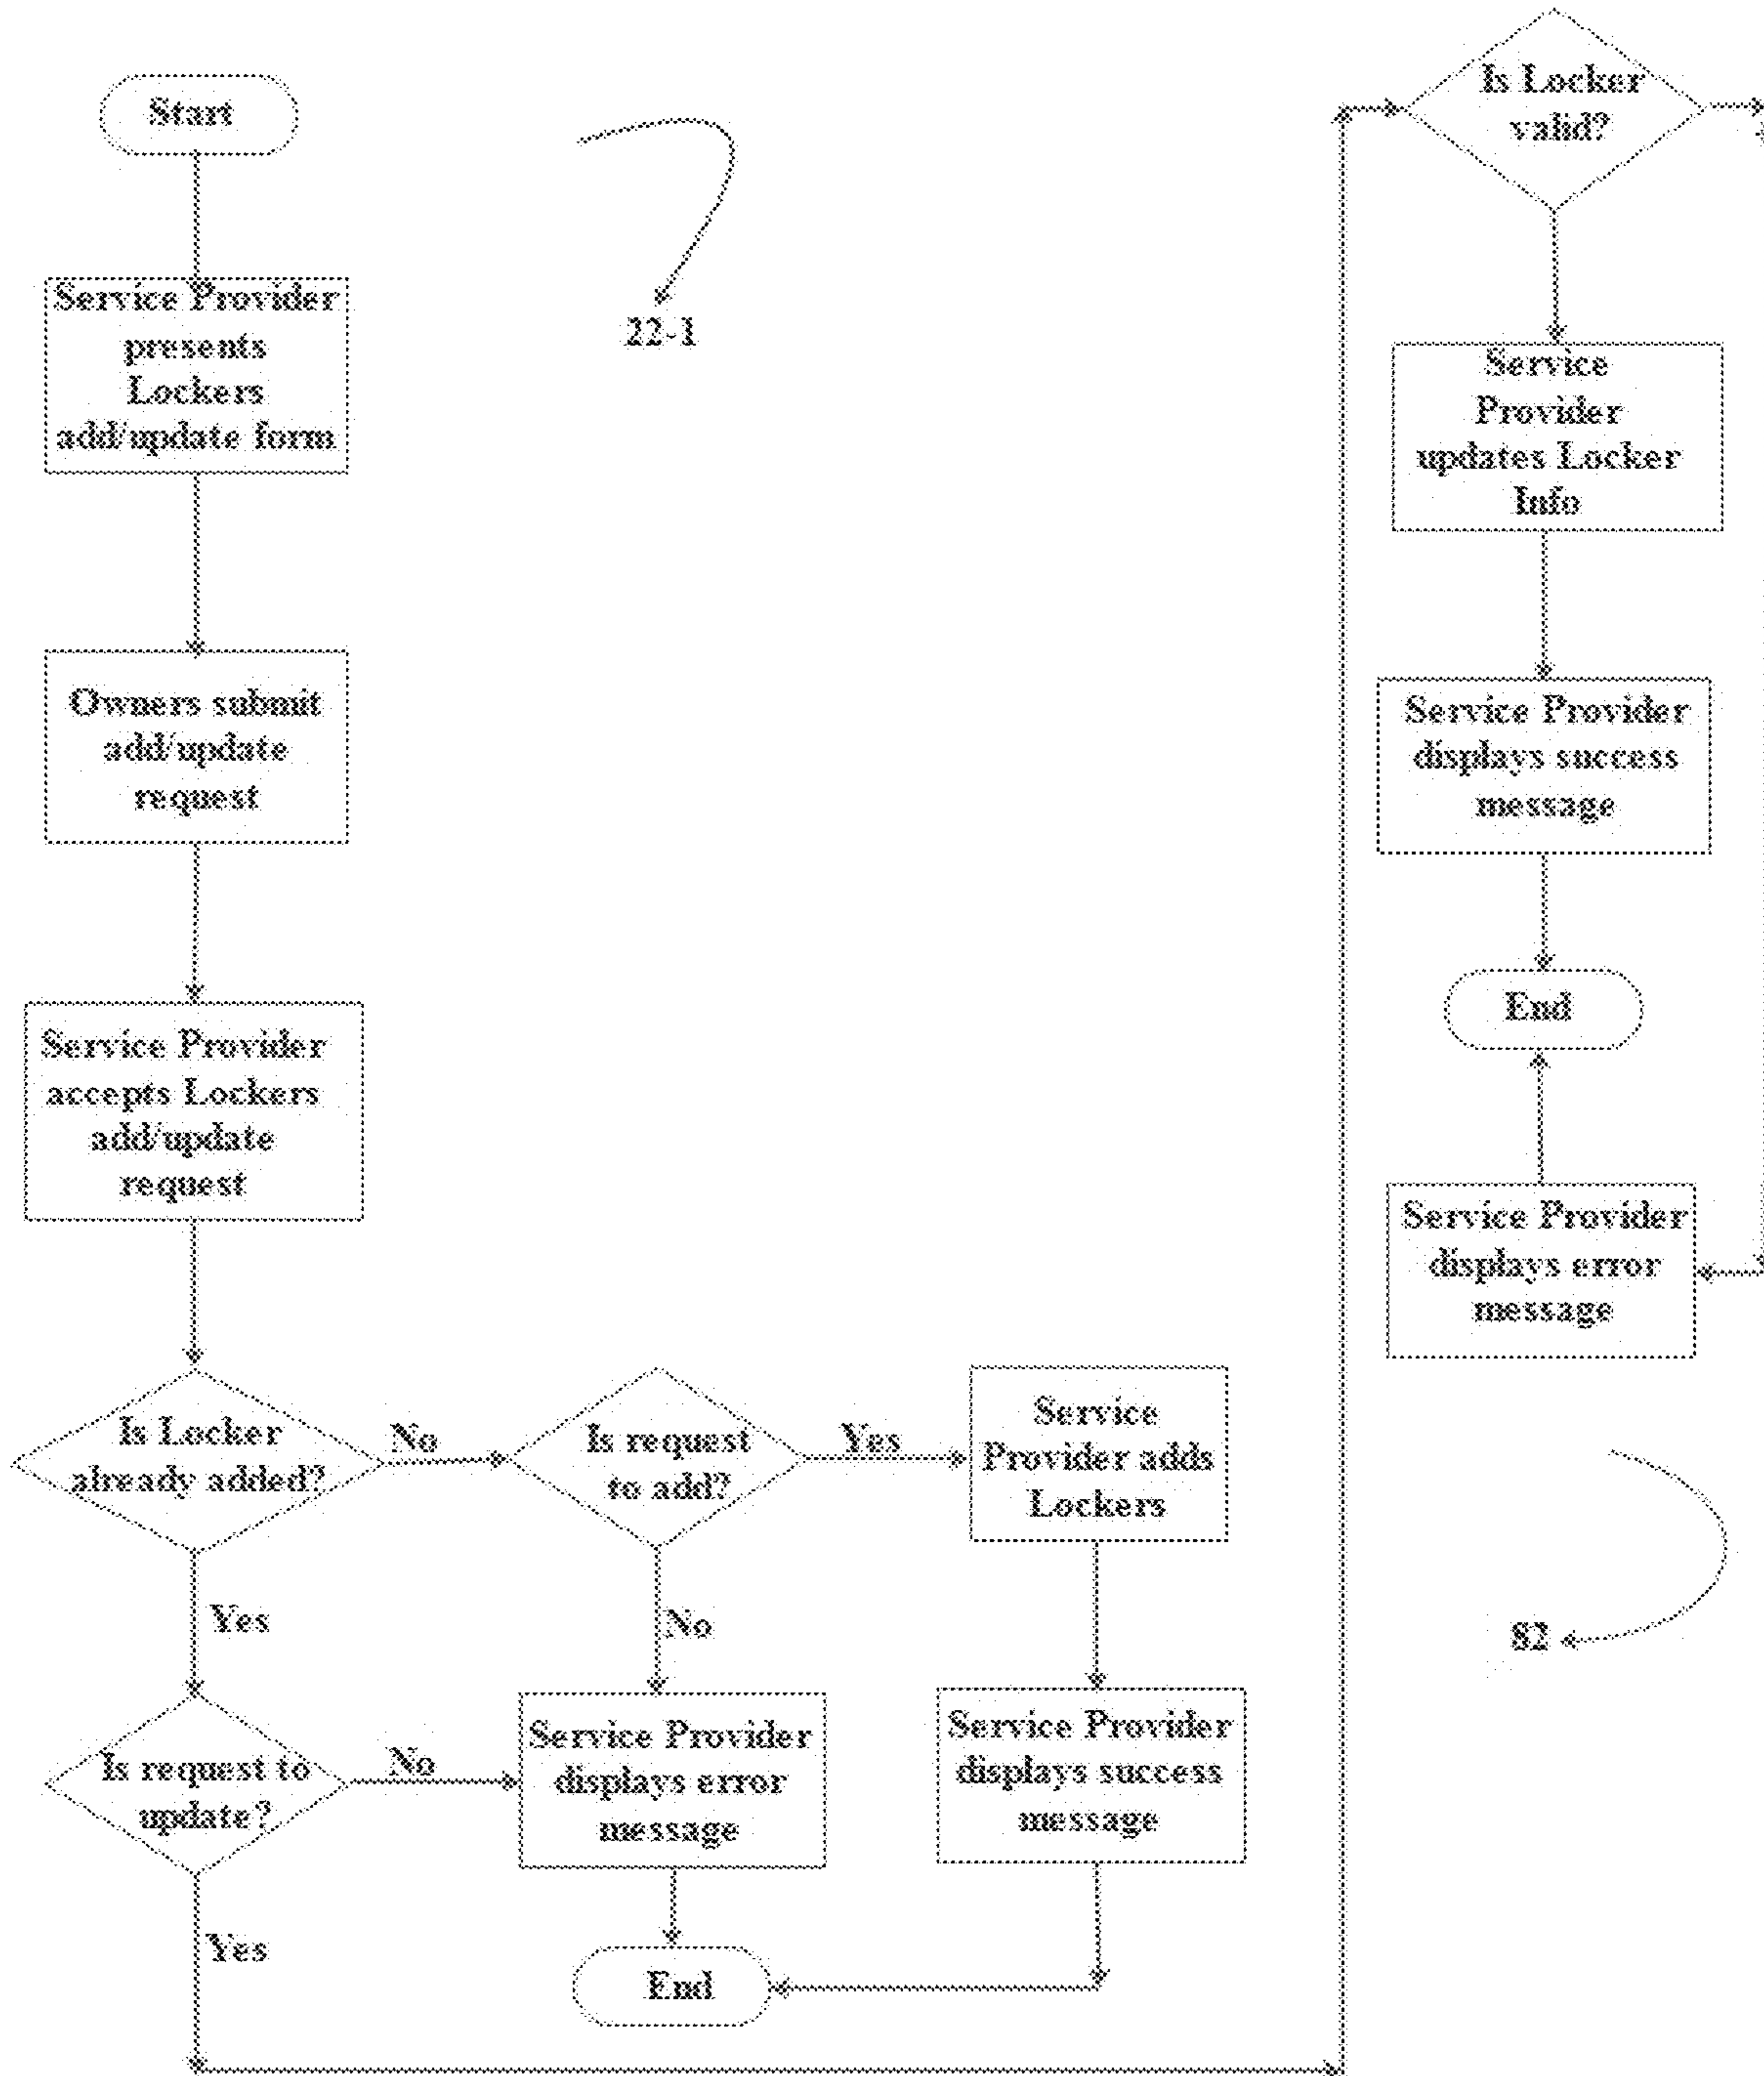 Start
Service Provider
presents
Lockers
add/update form
22-1
Owners submit
add/update
request
Service Provider
accepts Lockers
add/update
request
Is Locker
already added?
No
Is request
to add?
Yes
Service
Provider adds
Lockers
Yes
No
Is request to
update?
No
Service Provider
displays error
message
Service Provider
displays success
message
Yes
End
Is Locker
valid?
Service
Provider
updates Locker
Info
Service Provider
displays success
message
End
Service Provider
displays error
message
82